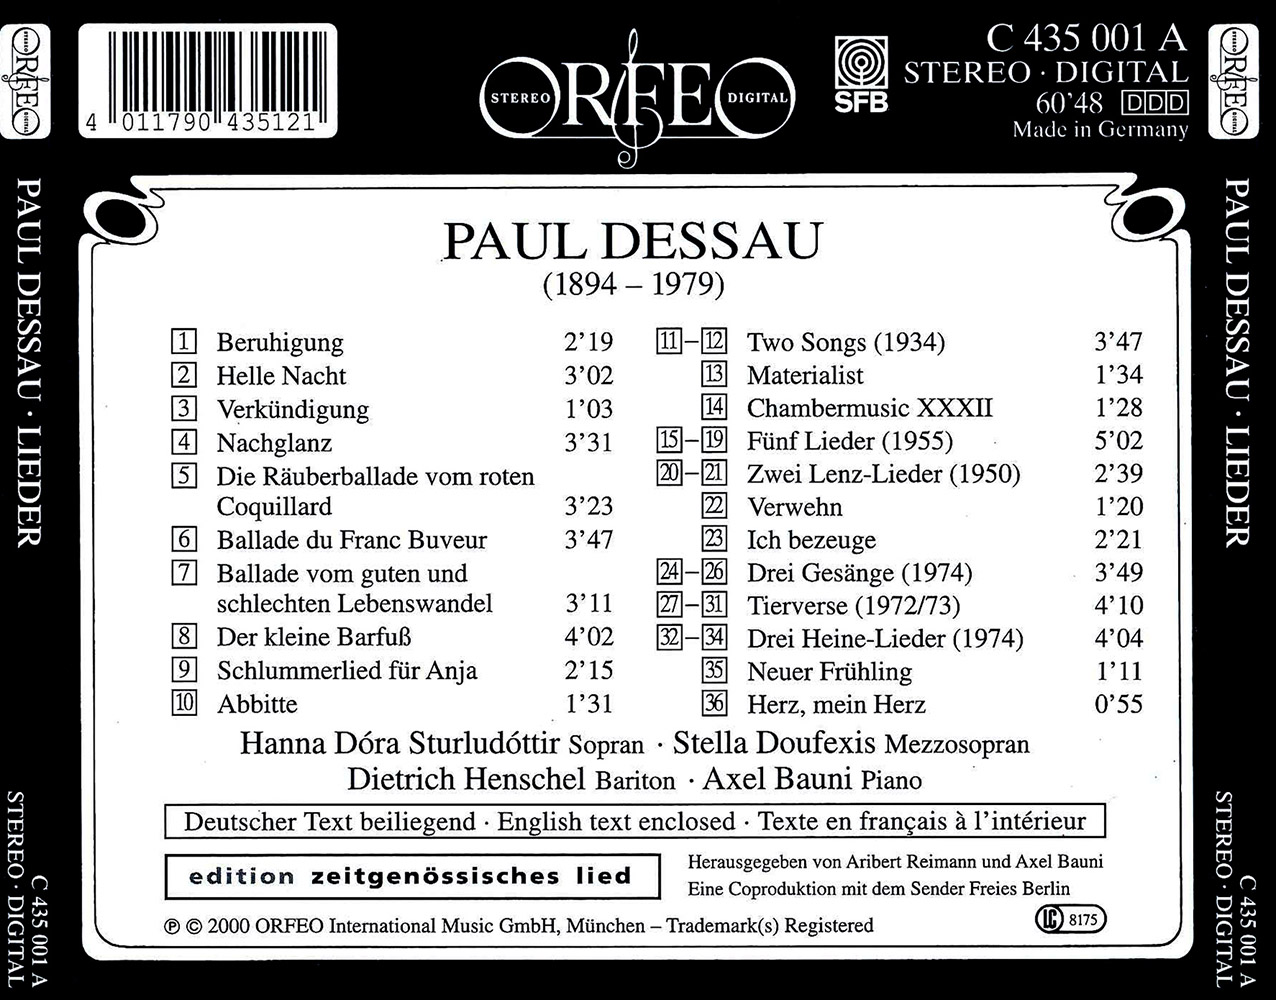 4 011790 435121
STEREO ORFEO DIGITAL
SFB
C 435 001 A
STEREO · DIGITAL
60’48 DDD
Made in Germany
STEREO ORFEO DIGITAL
PAUL DESSAU · LIEDER
STEREO · DIGITAL
C 435 001 A
PAUL DESSAU
(1894 – 1979)
1 Beruhigung 2’19
2 Helle Nacht 3’02
3 Verkündigung 1’03
4 Nachglanz 3’31
5 Die Räuberballade vom roten
Coquillard 3’23
6 Ballade du Franc Buveur 3’47
7 Ballade vom guten und
schlechten Lebenswandel 3’11
8 Der kleine Barfuß 4’02
9 Schlummerlied für Anja 2’15
10 Abbitte 1’31
11–12 Two Songs (1934) 3’47
13 Materialist 1’34
14 Chambermusic XXXII 1’28
15–19 Fünf Lieder (1955) 5’02
20–21 Zwei Lenz-Lieder (1950) 2’39
22 Verwehn 1’20
23 Ich bezeuge 2’21
24–26 Drei Gesänge (1974) 3’49
27–31 Tierverse (1972/73) 4’10
32–34 Drei Heine-Lieder (1974) 4’04
35 Neuer Frühling 1’11
36 Herz, mein Herz 0’55
Hanna Dóra Sturludóttir Sopran · Stella Doufexis Mezzosopran
Dietrich Henschel Bariton · Axel Bauni Piano
Deutscher Text beiliegend · English text enclosed · Texte en français à l’intérieur
edition zeitgenössisches lied
Herausgegeben von Aribert Reimann und Axel Bauni
Eine Coproduktion mit dem Sender Freies Berlin
℗ © 2000 ORFEO International Music GmbH, München – Trademark(s) Registered
LC 8175
STEREO ORFEO DIGITAL
PAUL DESSAU · LIEDER
STEREO · DIGITAL
C 435 001 A